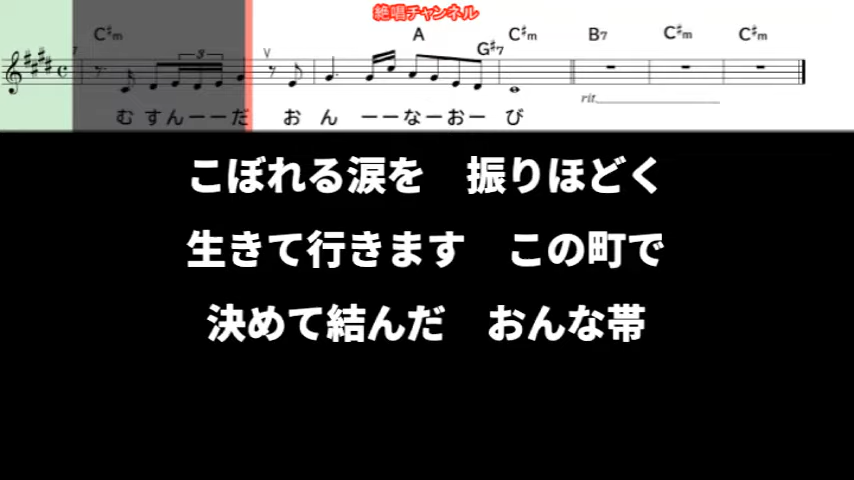 絶唱チャンネル
C♯m A G♯7 C♯m B7 C♯m C♯m
7 3 V
rit.
む すんーーだ お ん ーーなーおー び
こぼれる涙を 振りほどく
生きて行きます この町で
決めて結んだ おんな帯